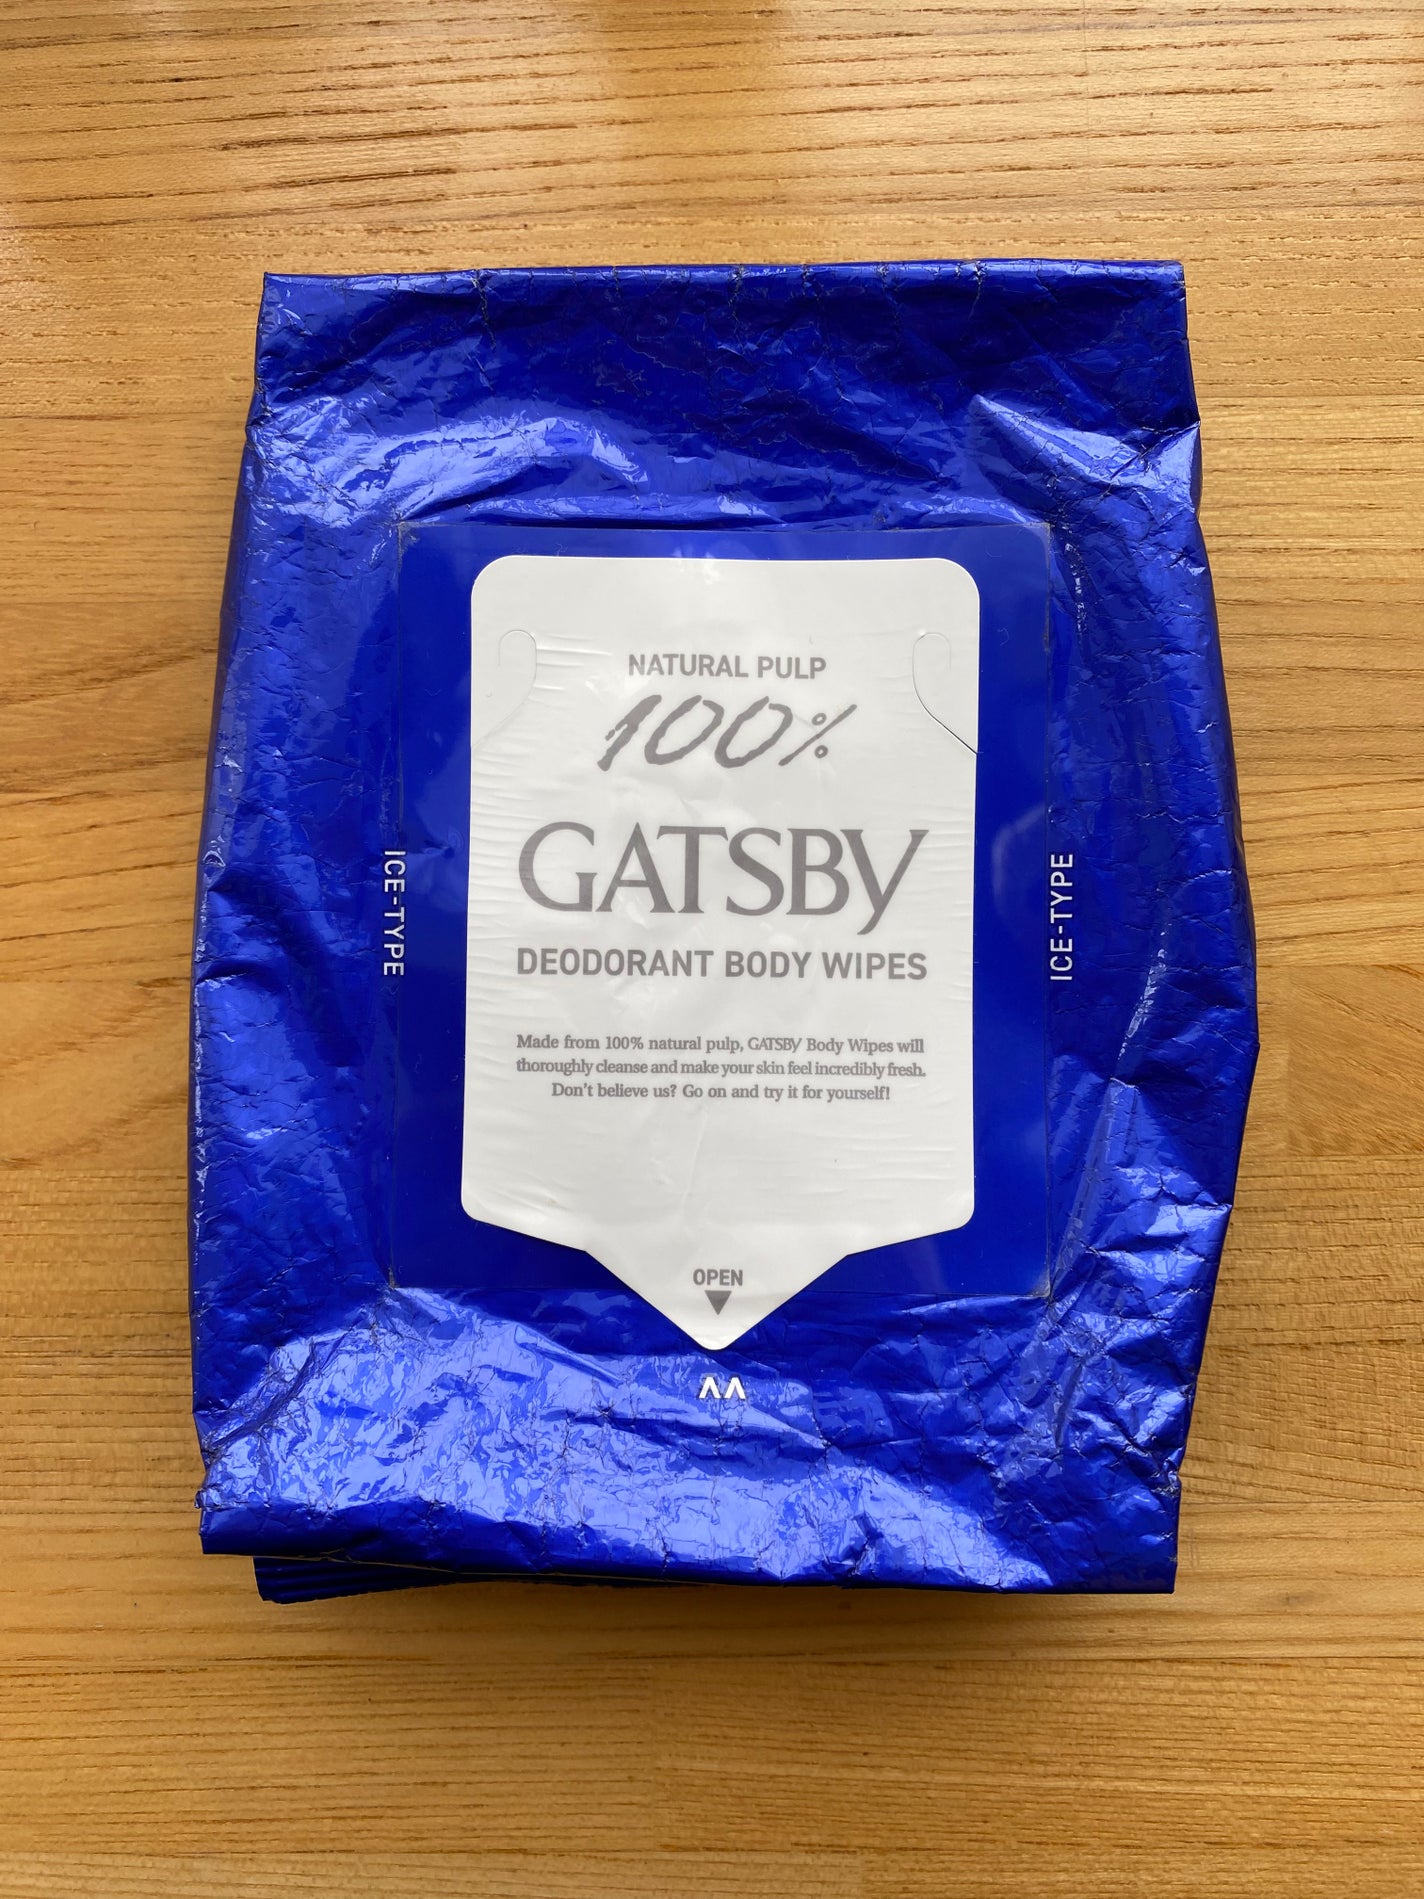 NATURAL PULP
100%
GATSBY
DEODORANT BODY WIPES
Made from 100% natural pulp, GATSBY Body Wipes will
thoroughly cleanse and make your skin feel incredibly fresh.
Don't believe us? Go on and try it for yourself!
ICE-TYPE
ICE-TYPE
OPEN